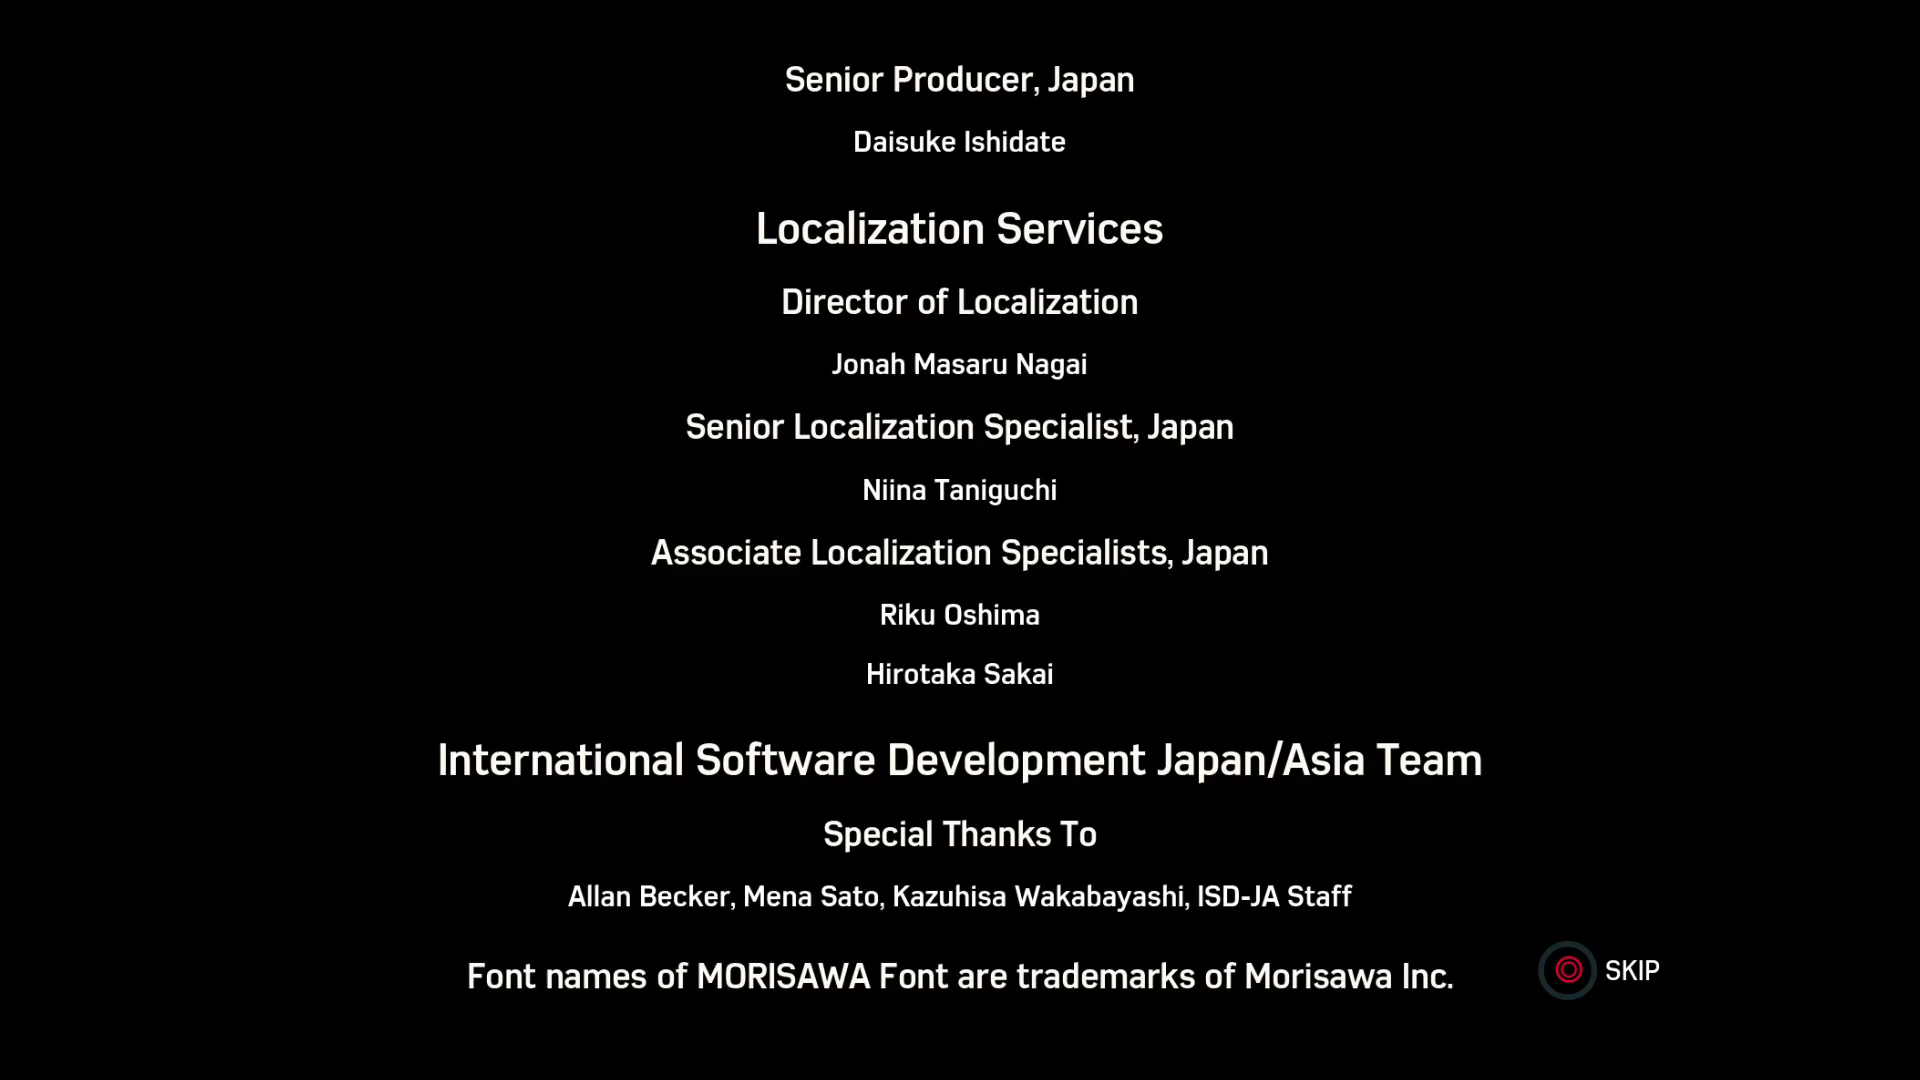 Senior Producer, Japan
Daisuke Ishidate
Localization Services
Director of Localization
Jonah Masaru Nagai
Senior Localization Specialist, Japan
Niina Taniguchi
Associate Localization Specialists, Japan
Riku Oshima
Hirotaka Sakai
International Software Development Japan/Asia Team
Special Thanks To
Allan Becker, Mena Sato, Kazuhisa Wakabayashi, ISD-JA Staff
Font names of MORISAWA Font are trademarks of Morisawa Inc.
SKIP